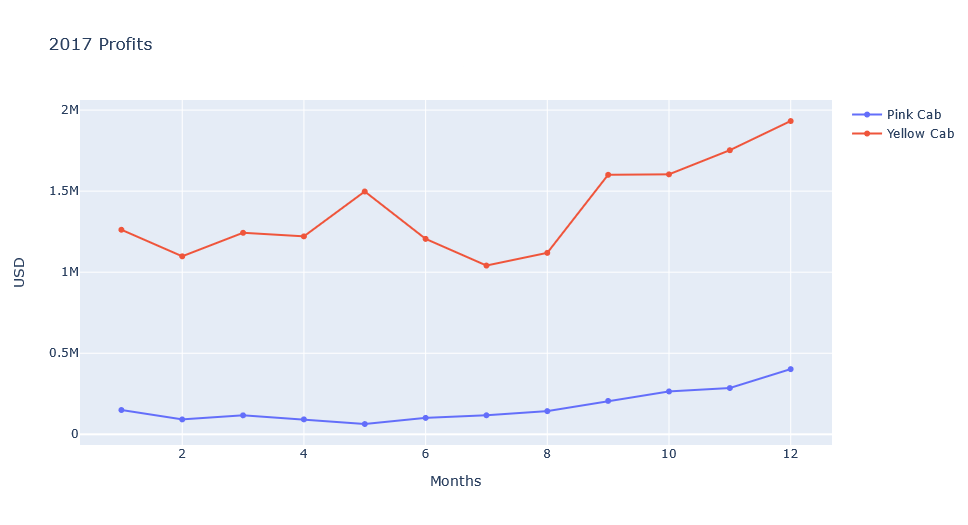 2017 Profits
2M
1.5M
1M
0.5M
0
USD
2 4 6 8 10 12
Months
Pink Cab
Yellow Cab